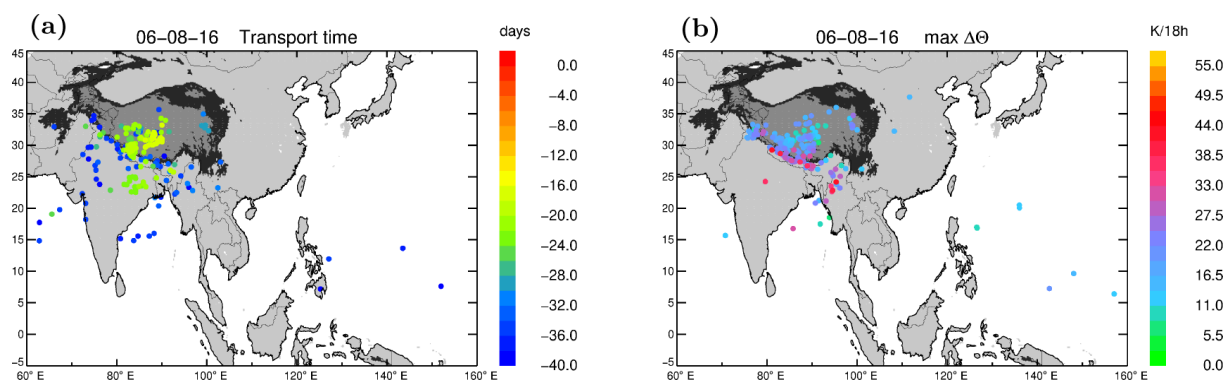 (a)
06−08−16 Transport time
days
45
40
35
30
25
20
15
10
5
0
−5
60° E
80° E
100° E
120° E
140° E
160° E
0.0
−4.0
−8.0
−12.0
−16.0
−20.0
−24.0
−28.0
−32.0
−36.0
−40.0
(b)
06−08−16 max ΔΘ
K/18h
45
40
35
30
25
20
15
10
5
0
−5
60° E
80° E
100° E
120° E
140° E
160° E
55.0
49.5
44.0
38.5
33.0
27.5
22.0
16.5
11.0
5.5
0.0